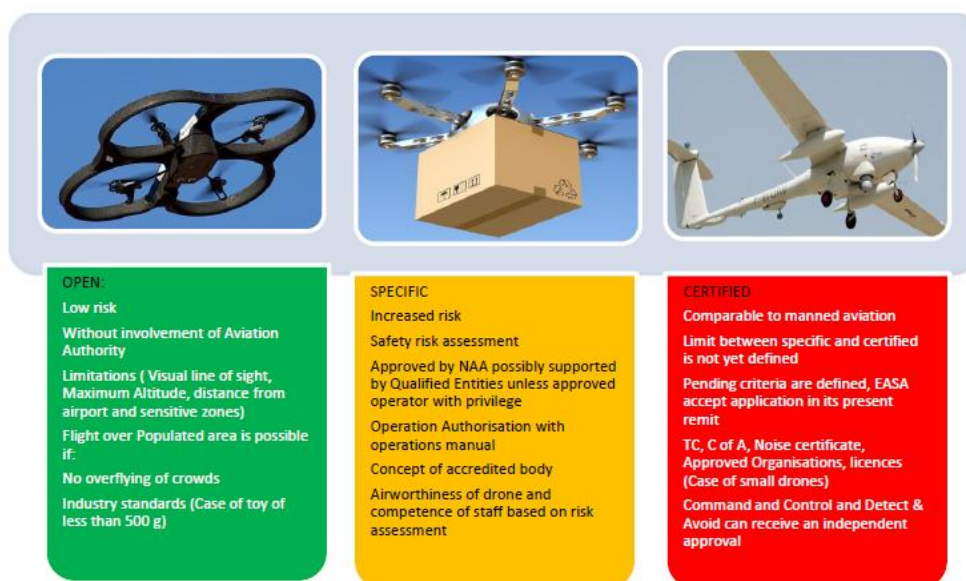 OPEN:
Low risk
Without involvement of Aviation
Authority
Limitations ( Visual line of sight,
Maximum Altitude, distance from
airport and sensitive zones)
Flight over Populated area is possible
if:
No overflying of crowds
Industry standards (Case of toy of
less than 500 g)
SPECIFIC
Increased risk
Safety risk assessment
Approved by NAA possibly supported
by Qualified Entities unless approved
operator with privilege
Operation Authorisation with
operations manual
Concept of accredited body
Airworthiness of drone and
competence of staff based on risk
assessment
CERTIFIED
Comparable to manned aviation
Limit between specific and certified
is not yet defined
Pending criteria are defined, EASA
accept application in its present
remit
TC, C of A, Noise certificate,
Approved Organisations, licences
(Case of small drones)
Command and Control and Detect &
Avoid can receive an independent
approval